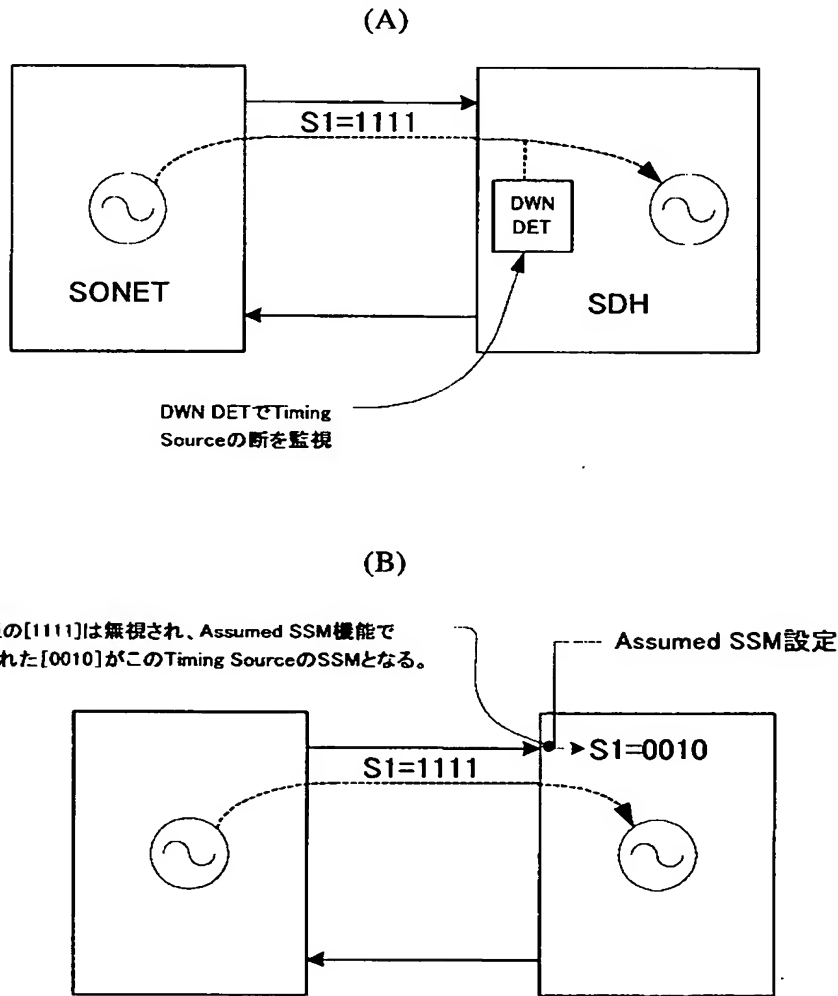 (A)
S1=1111
DWN
DET
SONET
SDH
DWN DETでTiming
Sourceの断を監視
(B)
の[1111]は無視され、Assumed SSM機能で
れた[0010]がこのTiming SourceのSSMとなる。
Assumed SSM設定
S1=0010
S1=1111